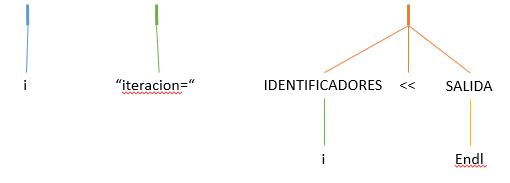 i “iteracion=“ IDENTIFICADORES << SALIDA
i Endl